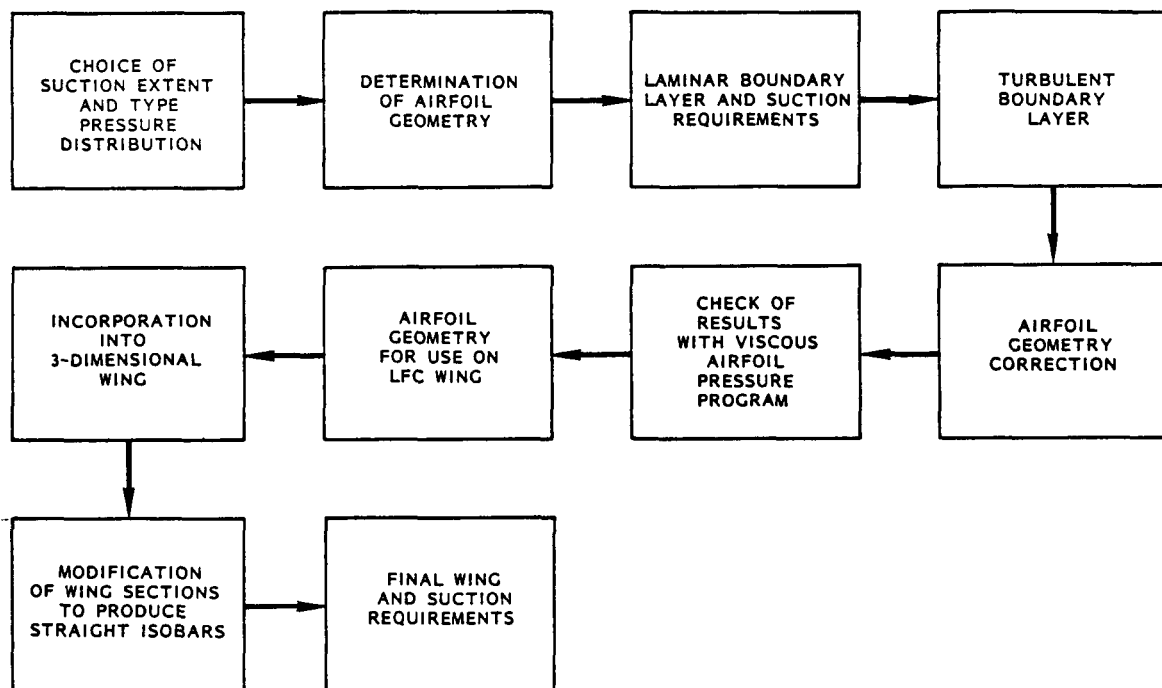 CHOICE OF
SUCTION EXTENT
AND TYPE
PRESSURE
DISTRIBUTION
DETERMINATION
OF AIRFOIL
GEOMETRY
LAMINAR BOUNDARY
LAYER AND SUCTION
REQUIREMENTS
TURBULENT
BOUNDARY
LAYER
AIRFOIL
GEOMETRY
CORRECTION
CHECK OF
RESULTS
WITH VISCOUS
AIRFOIL
PRESSURE
PROGRAM
AIRFOIL
GEOMETRY
FOR USE ON
LFC WING
INCORPORATION
INTO
3-DIMENSIONAL
WING
MODIFICATION
OF WING SECTIONS
TO PRODUCE
STRAIGHT ISOBARS
FINAL WING
AND SUCTION
REQUIREMENTS